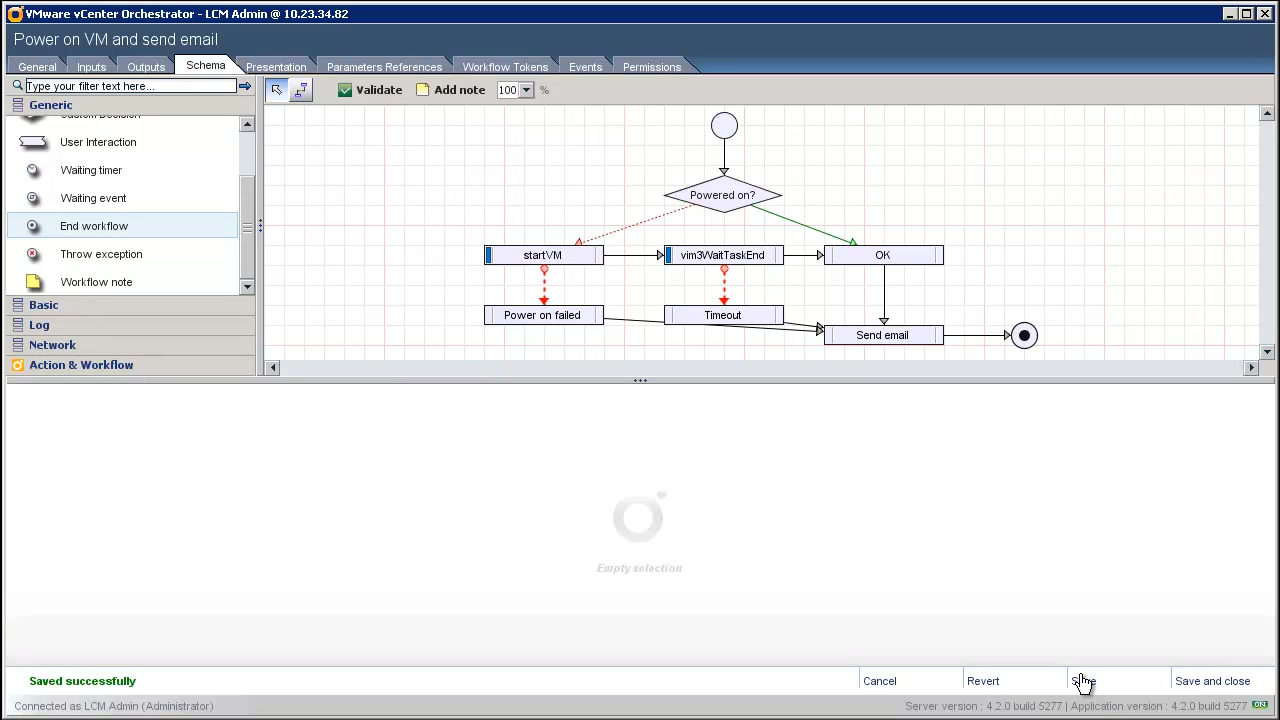 VMware vCenter Orchestrator - LCM Admin @ 10.23.34.82
Power on VM and send email
General Inputs Outputs Schema Presentation Parameters References Workflow Tokens Events Permissions
Type your filter text here...
Validate Add note 100 %
Generic
Custom Decision
User Interaction
Waiting timer
Waiting event
End workflow
Throw exception
Workflow note
Basic
Log
Network
Action & Workflow
Powered on?
startVM vim3WaitTaskEnd OK
Power on failed Timeout
Send email
Empty selection
Saved successfully
Cancel Revert Save Save and close
Connected as LCM Admin (Administrator)
Server version : 4.2.0 build 5277 | Application version : 4.2.0 build 5277 ON